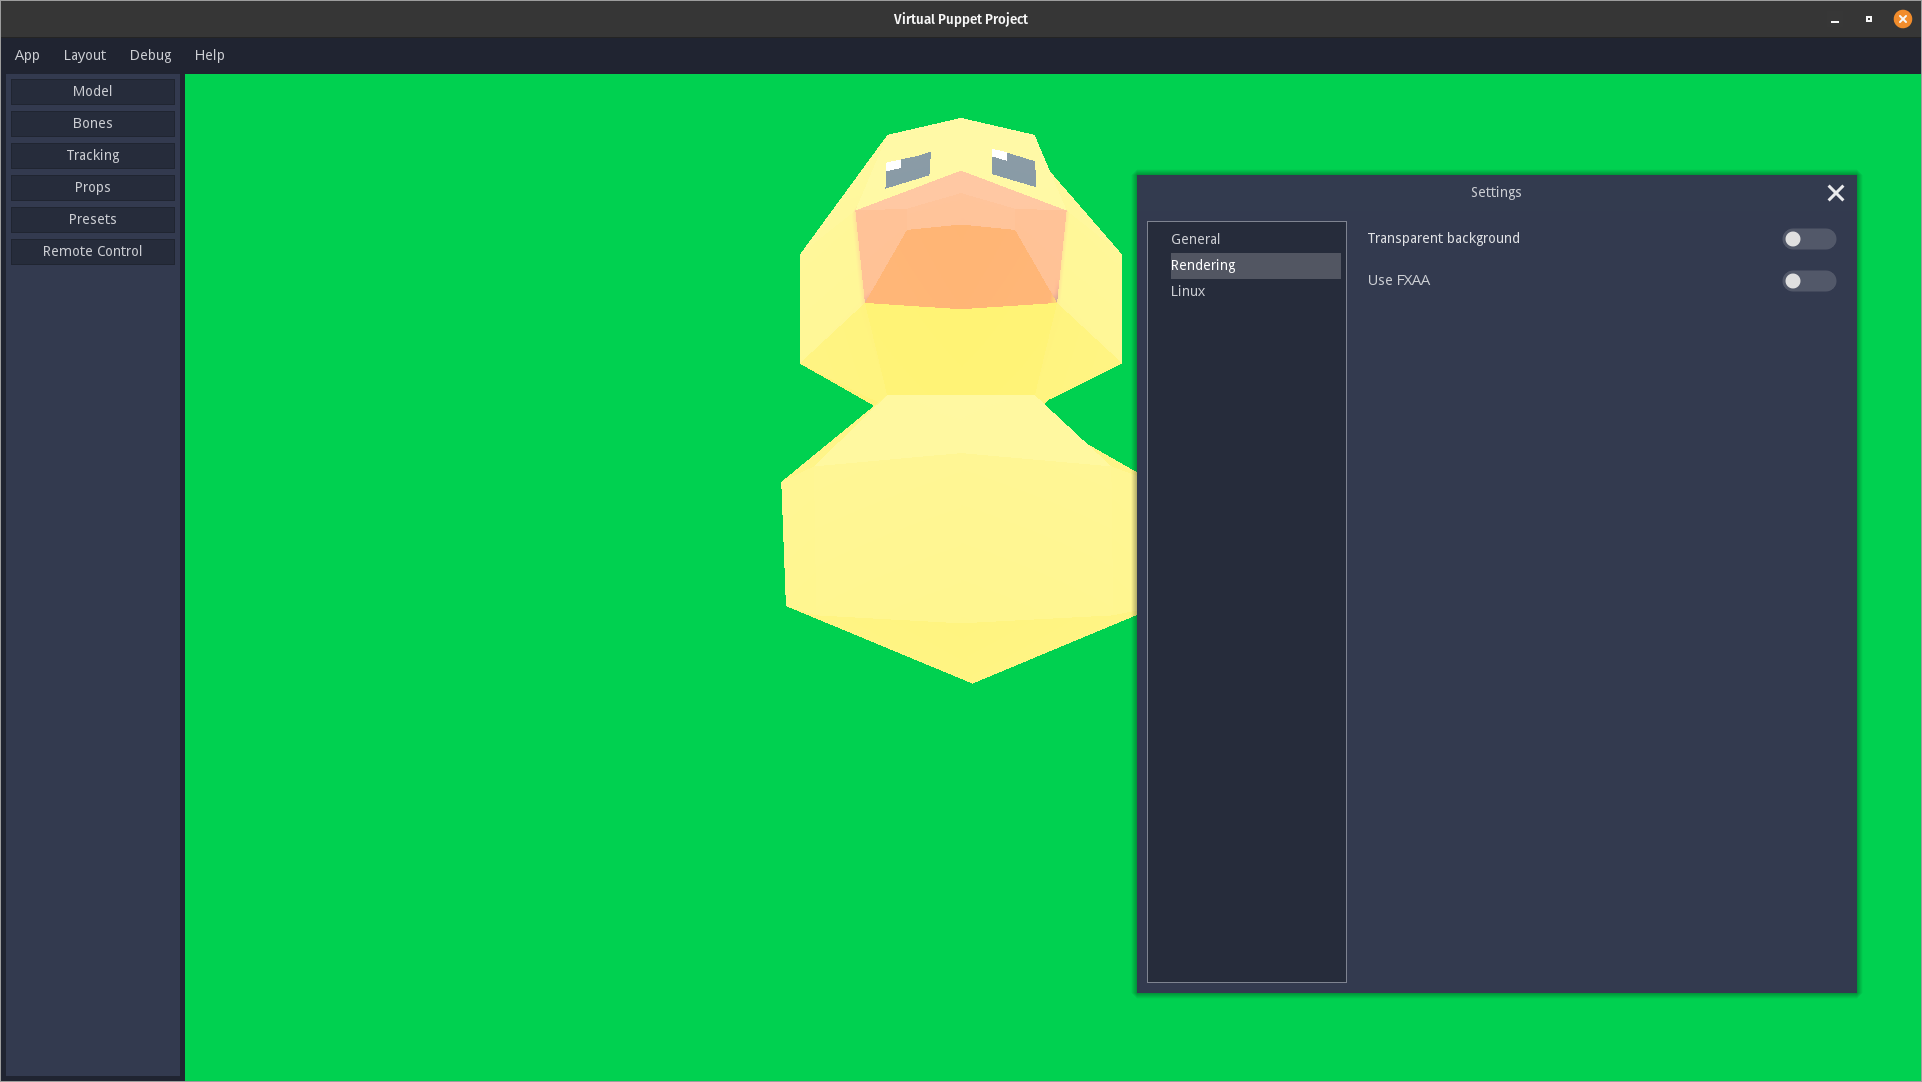 Virtual Puppet Project
App Layout Debug Help
Model
Bones
Tracking
Props
Presets
Remote Control
Settings
General
Rendering
Linux
Transparent background
Use FXAA